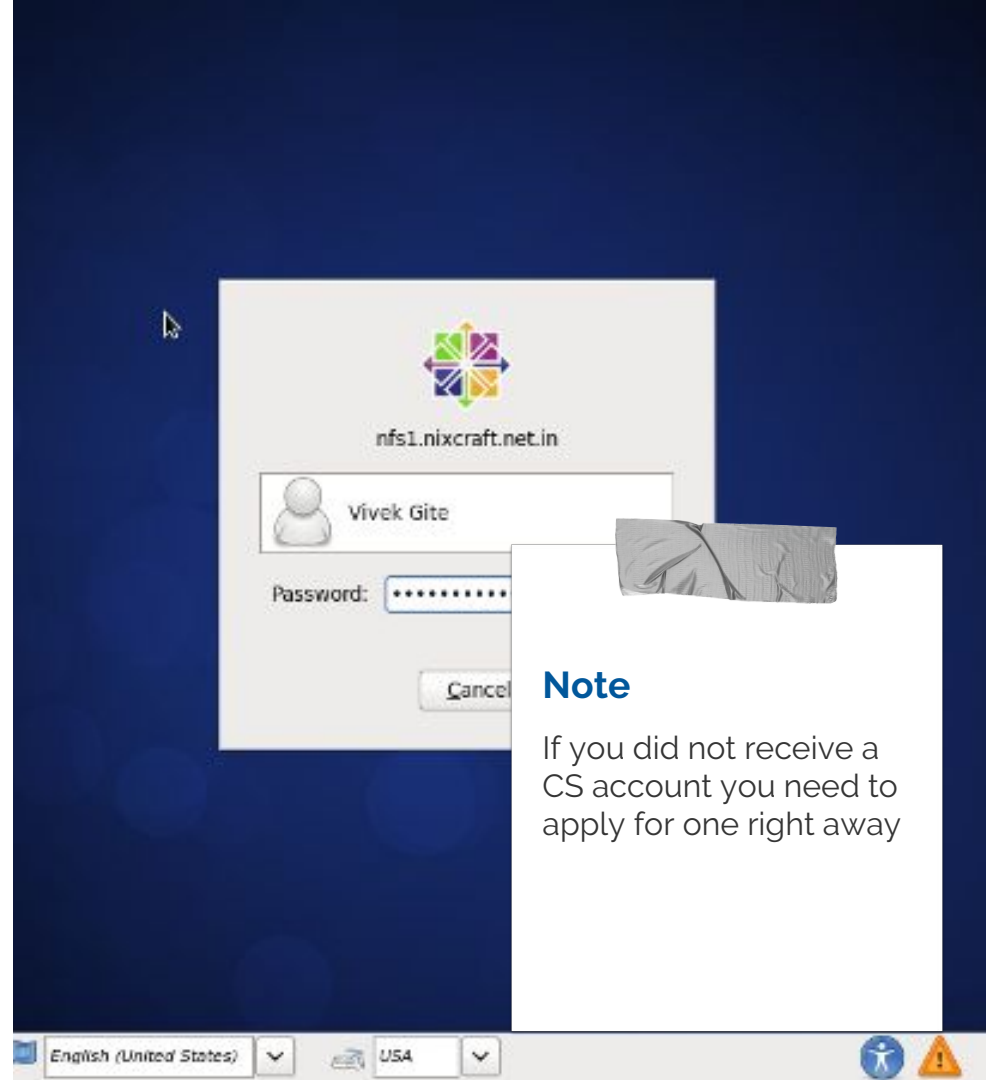 nfs1.nixcraft.net.in
Vivek Gite
Password: •••••••••••
Cancel
Note
If you did not receive a
CS account you need to
apply for one right away
English (United States)
USA